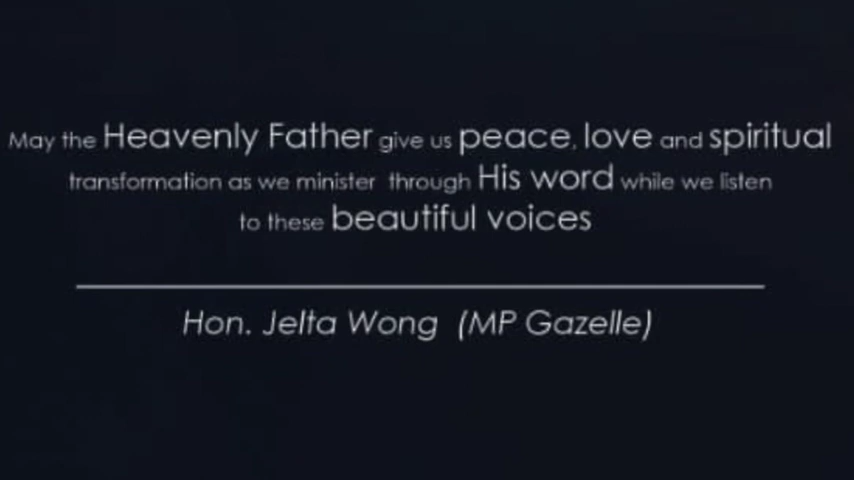 May the Heavenly Father give us peace, love and spiritual
transformation as we minister through His word while we listen
to these beautiful voices
Hon. Jelta Wong (MP Gazelle)